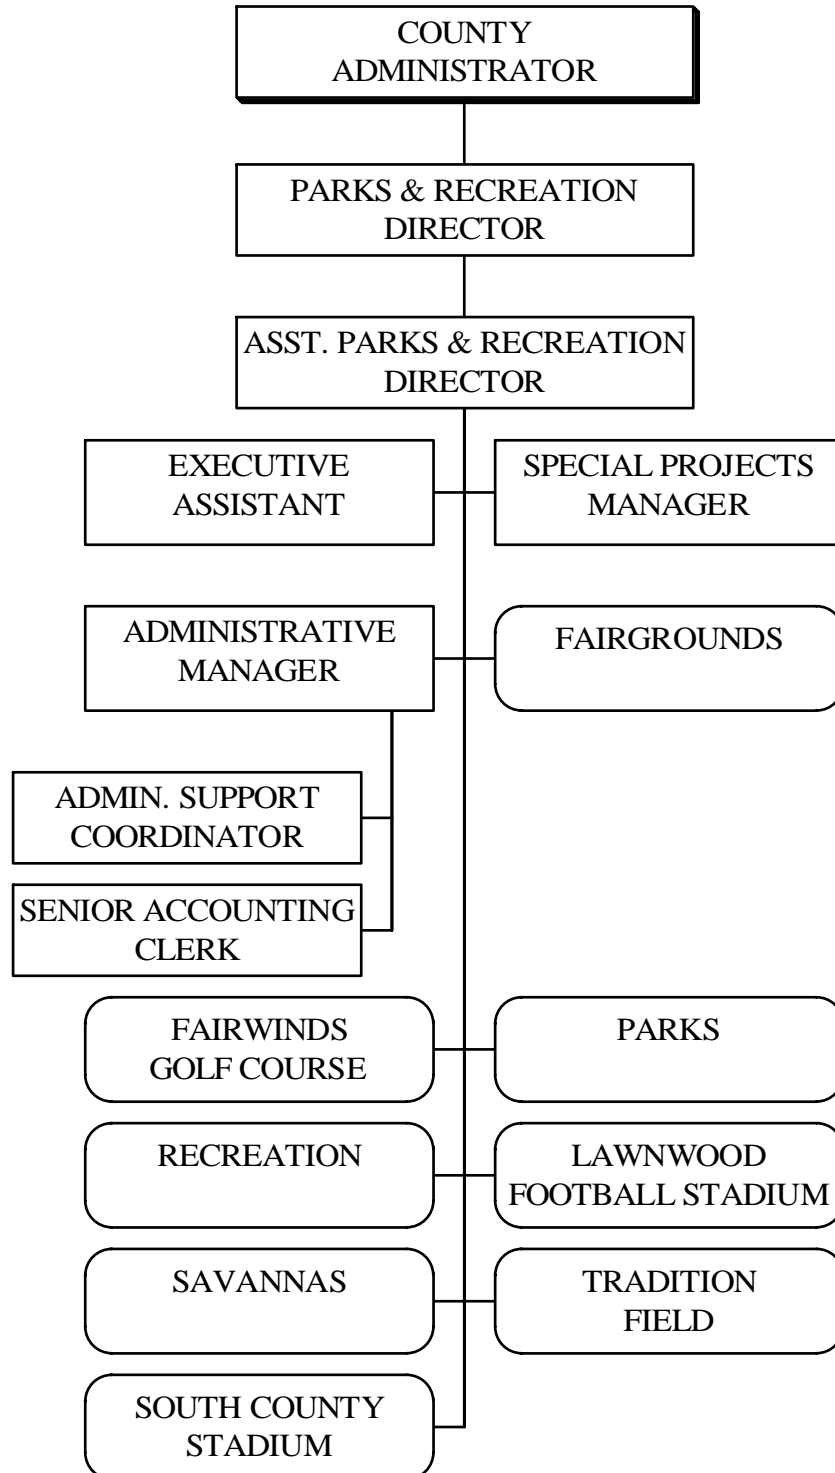 COUNTY
ADMINISTRATOR
PARKS & RECREATION
DIRECTOR
ASST. PARKS & RECREATION
DIRECTOR
EXECUTIVE
ASSISTANT
SPECIAL PROJECTS
MANAGER
ADMINISTRATIVE
MANAGER
FAIRGROUNDS
ADMIN. SUPPORT
COORDINATOR
SENIOR ACCOUNTING
CLERK
FAIRWINDS
GOLF COURSE
PARKS
RECREATION
LAWNWOOD
FOOTBALL STADIUM
SAVANNAS
TRADITION
FIELD
SOUTH COUNTY
STADIUM